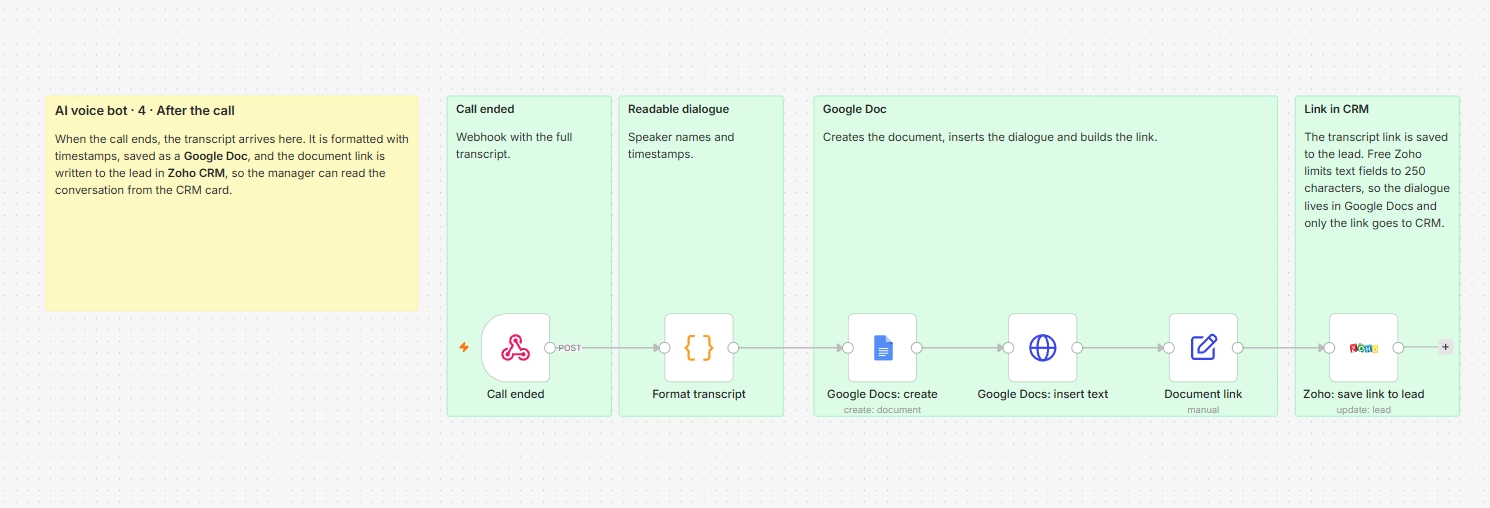 AI voice bot · 4 · After the call
When the call ends, the transcript arrives here. It is formatted with
timestamps, saved as a Google Doc, and the document link is
written to the lead in Zoho CRM, so the manager can read the
conversation from the CRM card.
Call ended
Webhook with the full
transcript.
Readable dialogue
Speaker names and
timestamps.
Google Doc
Creates the document, inserts the dialogue and builds the link.
Link in CRM
The transcript link is saved
to the lead. Free Zoho
limits text fields to 250
characters, so the dialogue
lives in Google Docs and
only the link goes to CRM.
POST
{}
ZOHO
+
Call ended
Format transcript
Google Docs: create
create: document
Google Docs: insert text
Document link
manual
Zoho: save link to lead
update: lead